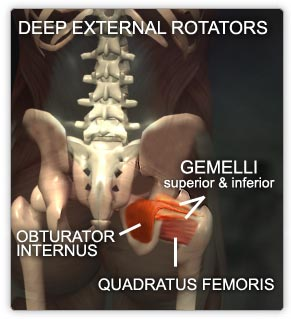 DEEP EXTERNAL ROTATORS
GEMELLI
superior & inferior
OBTURATOR
INTERNUS
QUADRATUS FEMORIS